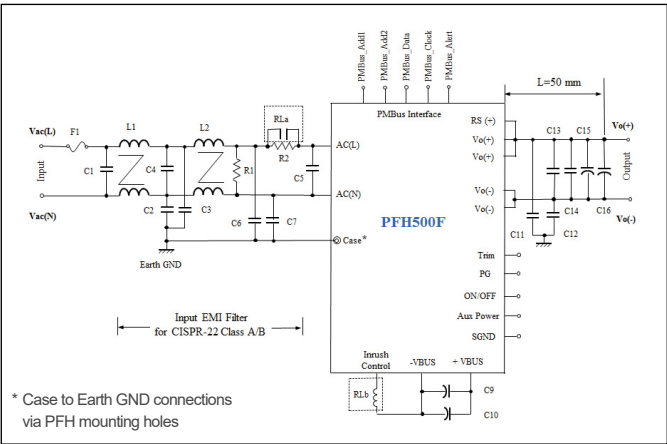 PMBus_Add1
PMBus_Add2
PMBus_Data
PMBus_Clock
PMBus_Alert
L=50 mm
PMBus Interface
RLa
L1
L2
Vac(L)
F1
R2
AC(L)
RS (+)
Vo(+)
Vo(+)
C13
C15
Vo(+)
Input
C1
C4
R1
C5
Output
Vac(N)
AC(N)
Vo(-)
Vo(-)
C2
C3
C6
C7
PFH500F
C14
C16
Vo(-)
C11
C12
Case*
Earth GND
Trim
PG
ON/OFF
Aux Power
SGND
Input EMI Filter
for CISPR-22 Class A/B
Inrush
Control
-VBUS
+ VBUS
RLb
C9
C10
* Case to Earth GND connections
via PFH mounting holes